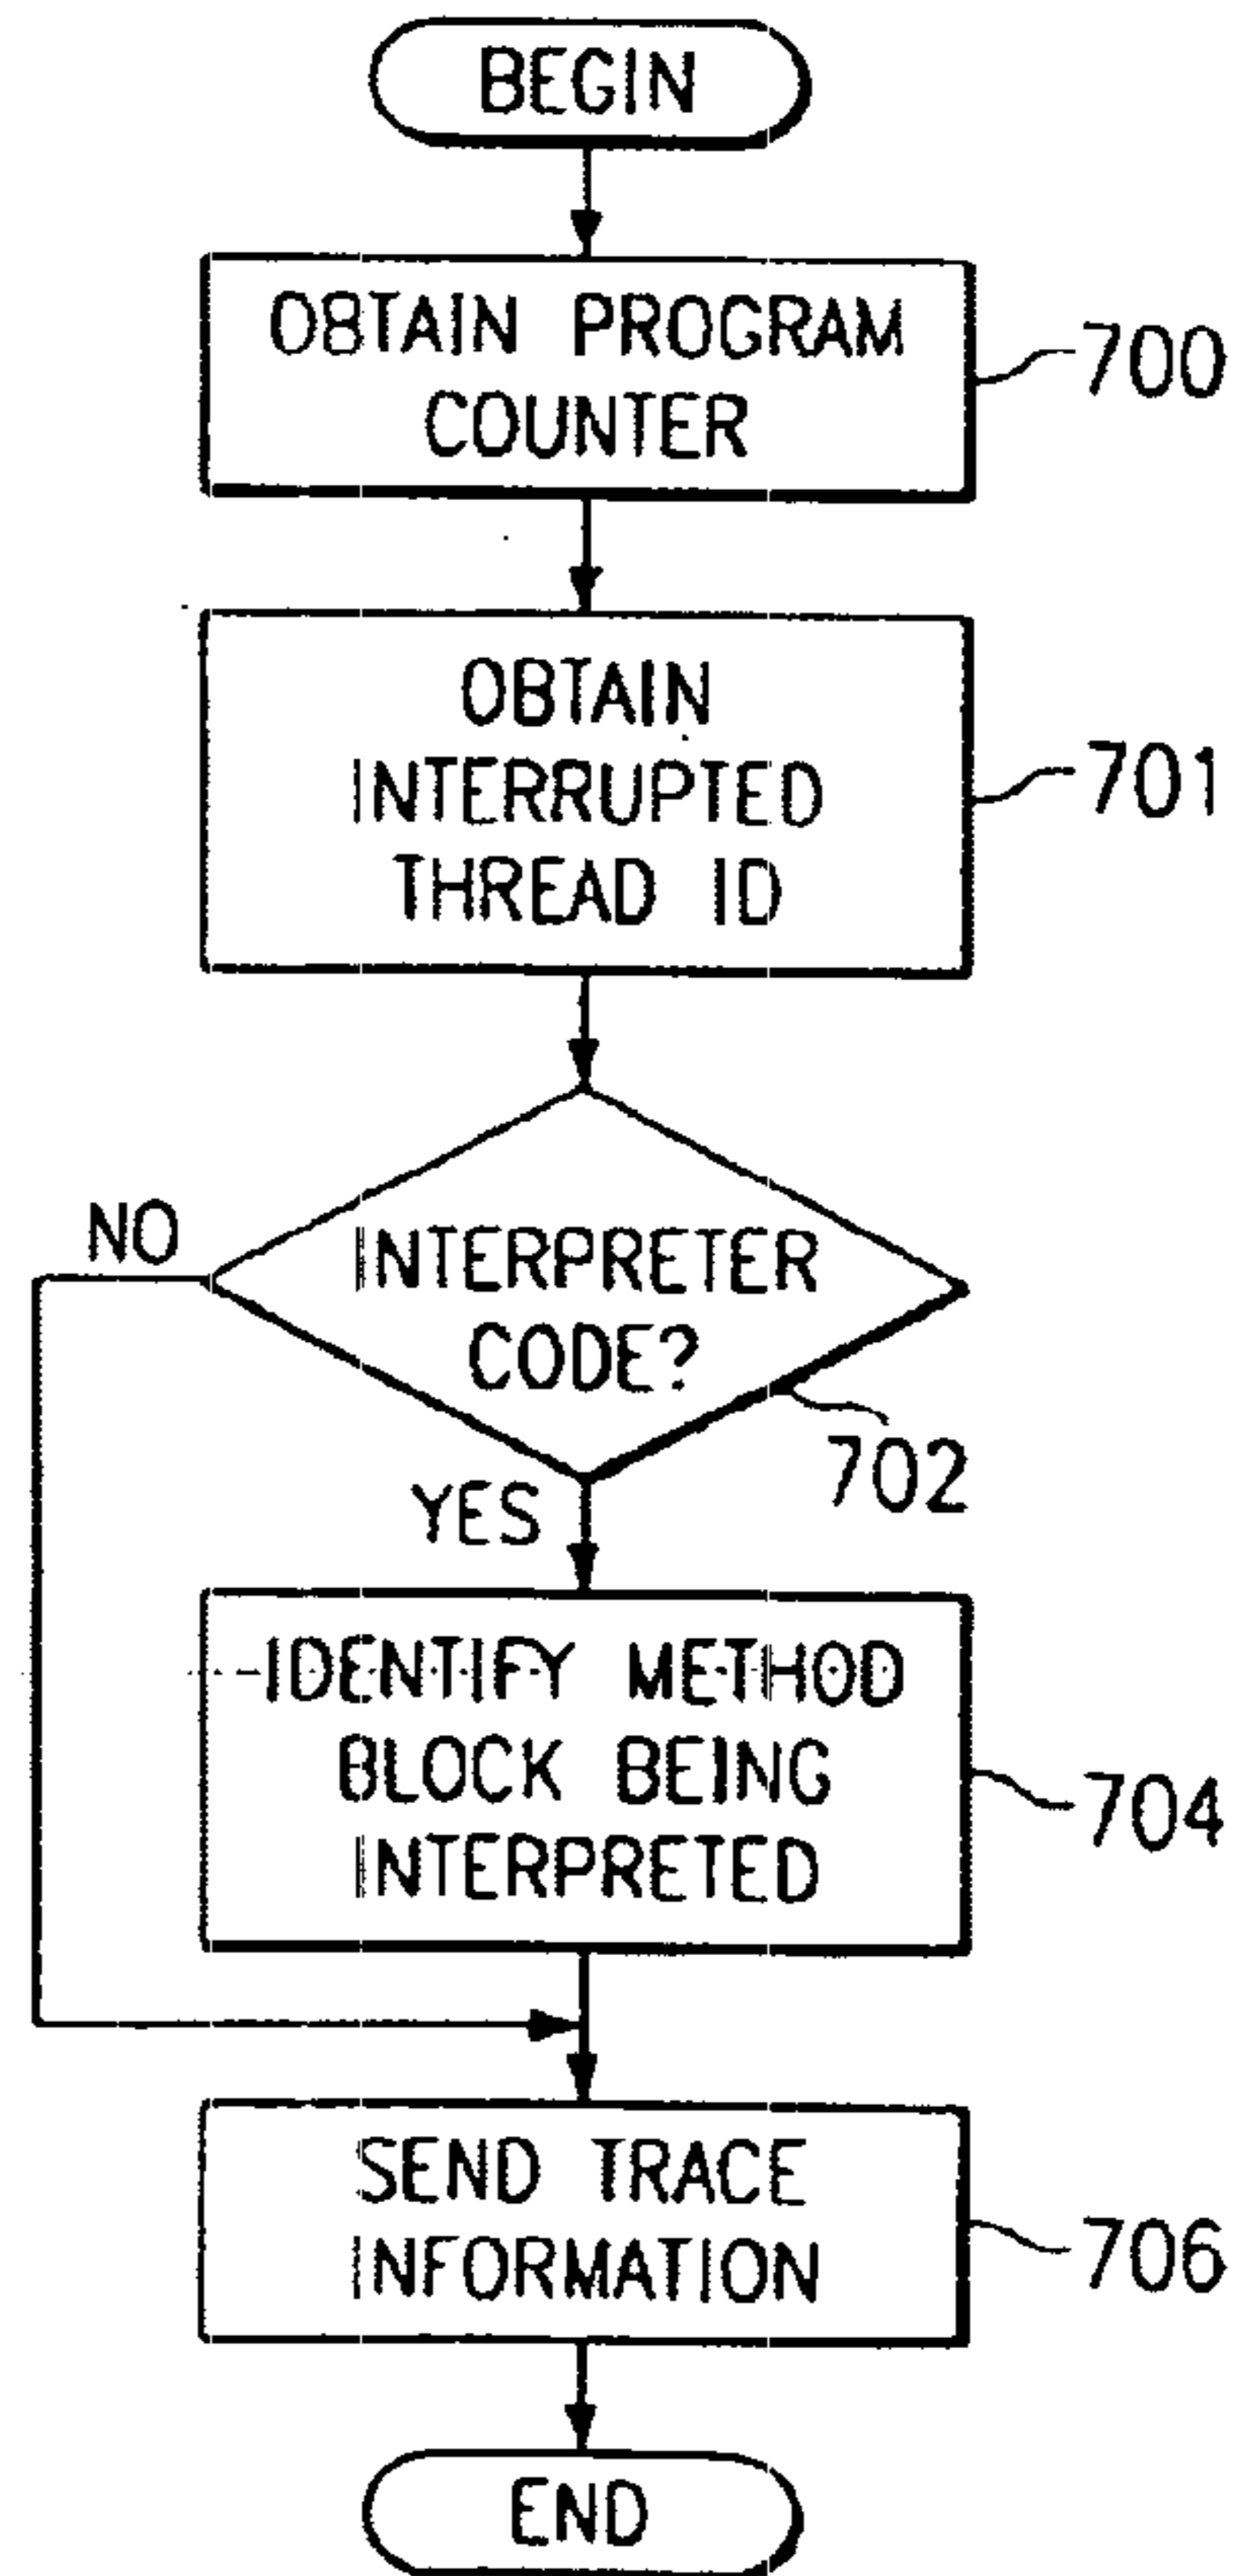 BEGIN
OBTAIN PROGRAM
COUNTER
700
OBTAIN
INTERRUPTED
THREAD ID
701
NO
INTERPRETER
CODE?
702
YES
IDENTIFY METHOD
BLOCK BEING
INTERPRETED
704
SEND TRACE
INFORMATION
706
END